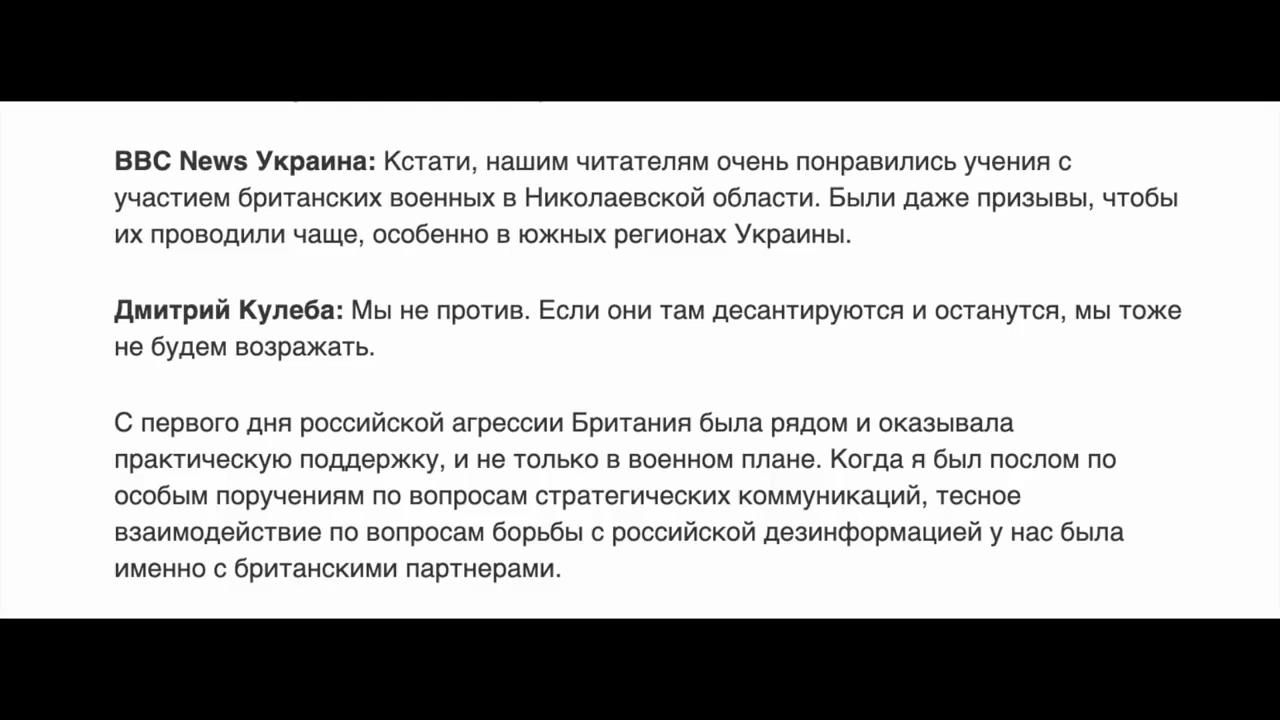 BBC News Украина: Кстати, нашим читателям очень понравились учения с
участием британских военных в Николаевской области. Были даже призывы, чтобы
их проводили чаще, особенно в южных регионах Украины.
Дмитрий Кулеба: Мы не против. Если они там десантируются и останутся, мы тоже
не будем возражать.
С первого дня российской агрессии Британия была рядом и оказывала
практическую поддержку, и не только в военном плане. Когда я был послом по
особым поручениям по вопросам стратегических коммуникаций, тесное
взаимодействие по вопросам борьбы с российской дезинформацией у нас была
именно с британскими партнерами.